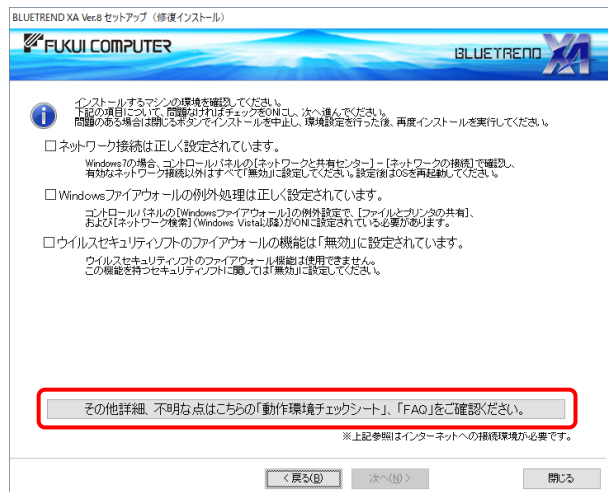 BLUETREND XA Ver.8 セットアップ（修復インストール）
FUKUI COMPUTER
BLUETREND XA
インストールするマシンの環境を確認してください。
下記の項目について、問題なければチェックをONにし、次へ進んでください。
問題のある場合は閉じるボタンでインストールを中止し、環境設定を行った後、再度インストールを実行してください。
ネットワーク接続は正しく設定されています。
Windows7の場合、コントロールパネルの[ネットワークと共有センター]－[ネットワークの接続]で確認し、
有効なネットワーク接続以外はすべて「無効」に設定してください。設定後はOSを再起動してください。
Windowsファイアウォールの例外処理は正しく設定されています。
コントロールパネルの[Windowsファイアウォール]の例外設定で、[ファイルとプリンタの共有]、
および[ネットワーク検索](Windows Vista以降)がONに設定されている必要があります。
ウイルスセキュリティソフトのファイアウォールの機能は「無効」に設定されています。
ウイルスセキュリティソフトのファイアウォール機能は使用できません。
この機能を持つセキュリティソフトに関しては「無効」に設定してください。
その他詳細、不明な点はこちらの「動作環境チェックシート」、「FAQ」をご確認ください。
※上記参照はインターネットへの接続環境が必要です。
< 戻る(B)
次へ(N) >
閉じる